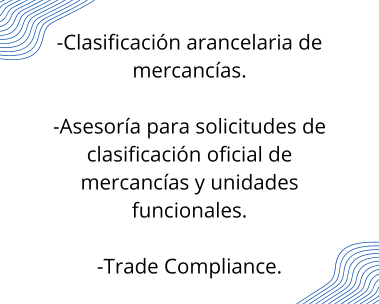 -Clasificación arancelaria de
mercancías.
-Asesoría para solicitudes de
clasificación oficial de
mercancías y unidades
funcionales.
-Trade Compliance.